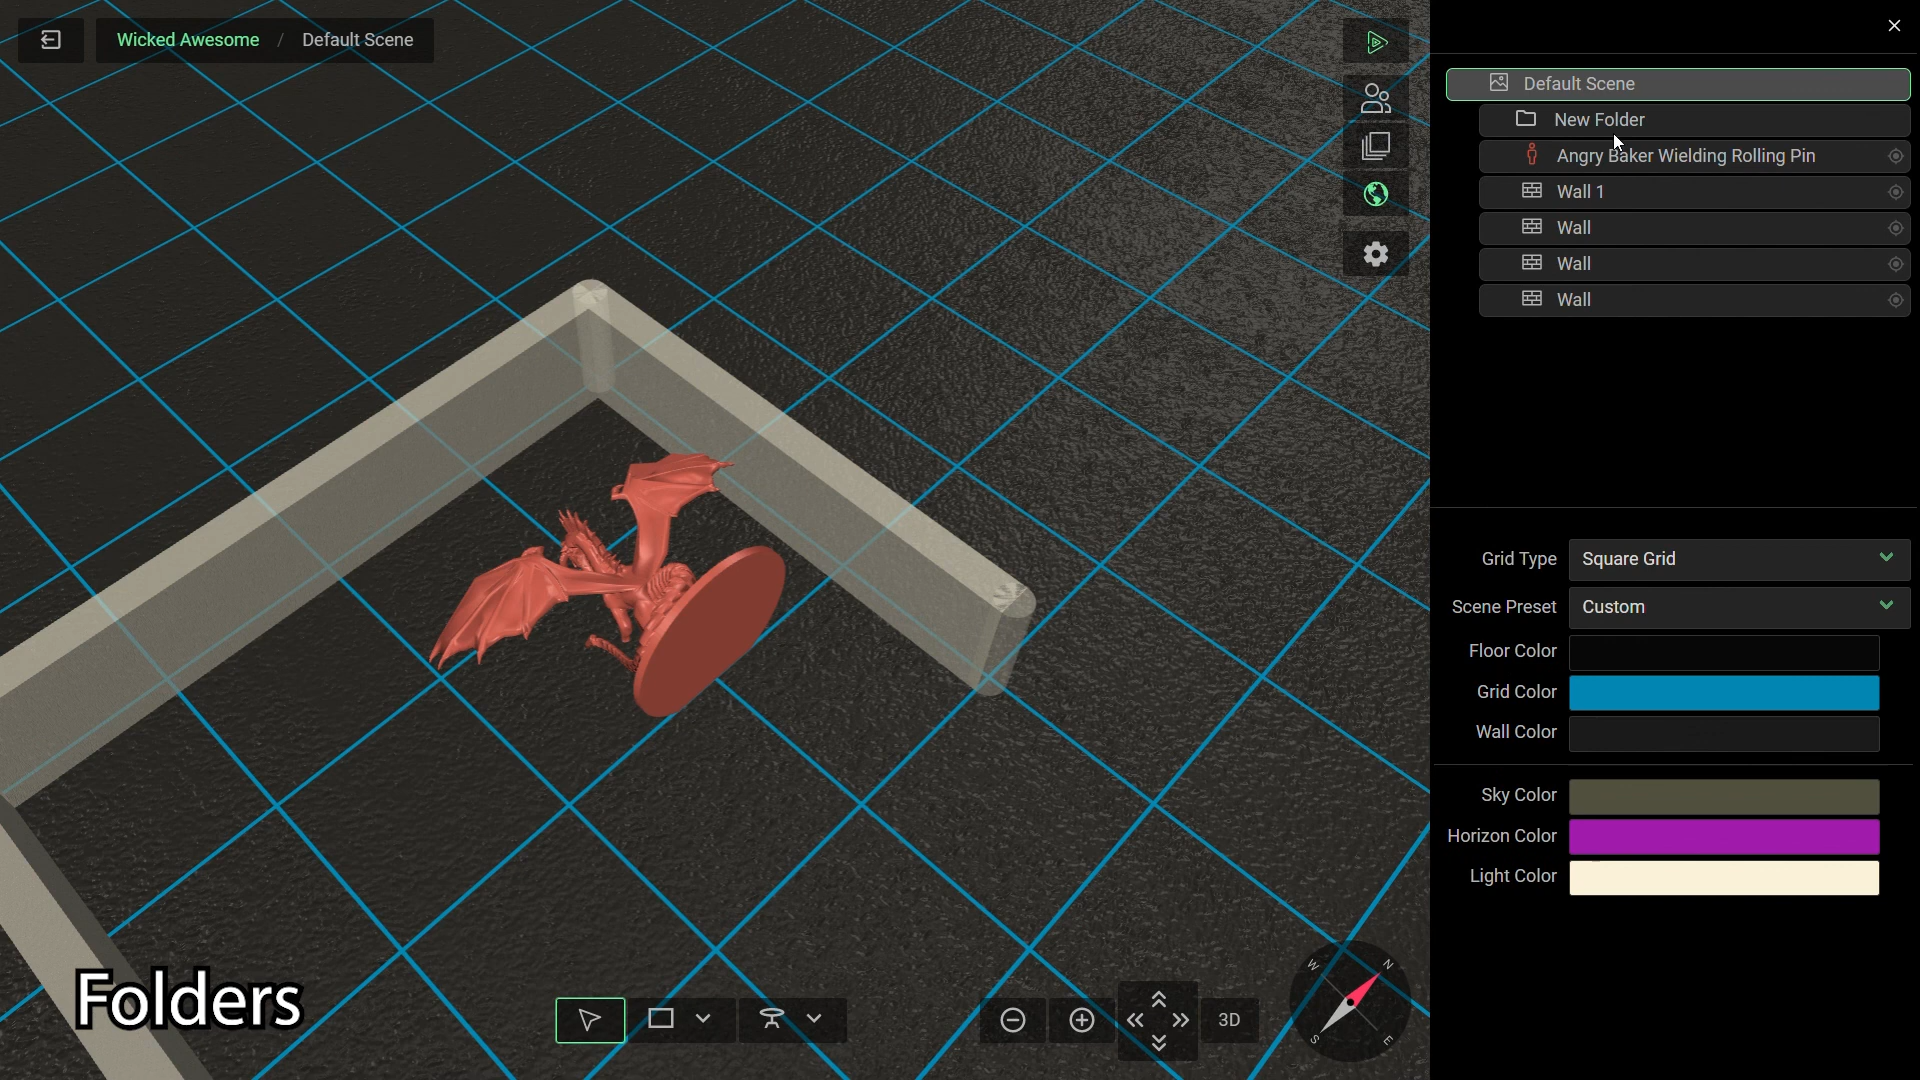 Wicked Awesome / Default Scene
Default Scene
New Folder
Angry Baker Wielding Rolling Pin
Wall 1
Wall
Wall
Wall
Grid Type Square Grid
Scene Preset Custom
Floor Color
Grid Color
Wall Color
Sky Color
Horizon Color
Light Color
Folders
3D
W
N
S
E